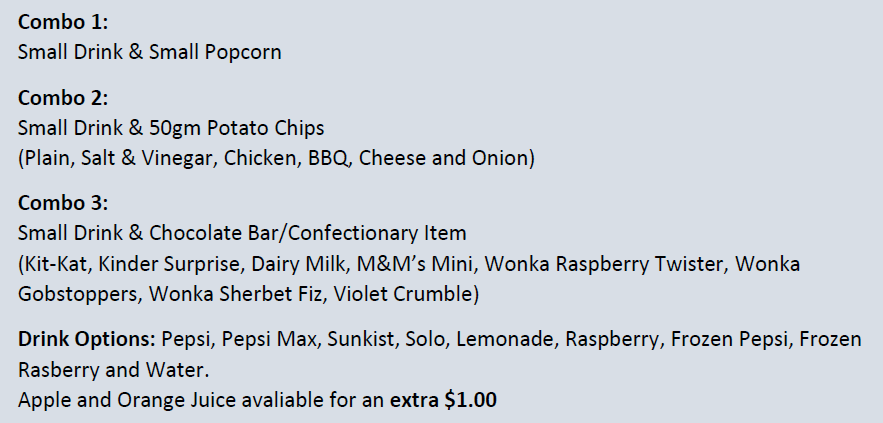 Combo 1:
Small Drink & Small Popcorn
Combo 2:
Small Drink & 50gm Potato Chips
(Plain, Salt & Vinegar, Chicken, BBQ, Cheese and Onion)
Combo 3:
Small Drink & Chocolate Bar/Confectionary Item
(Kit-Kat, Kinder Surprise, Dairy Milk, M&M’s Mini, Wonka Raspberry Twister, Wonka
Gobstoppers, Wonka Sherbet Fiz, Violet Crumble)
Drink Options: Pepsi, Pepsi Max, Sunkist, Solo, Lemonade, Raspberry, Frozen Pepsi, Frozen
Rasberry and Water.
Apple and Orange Juice avaliable for an extra $1.00